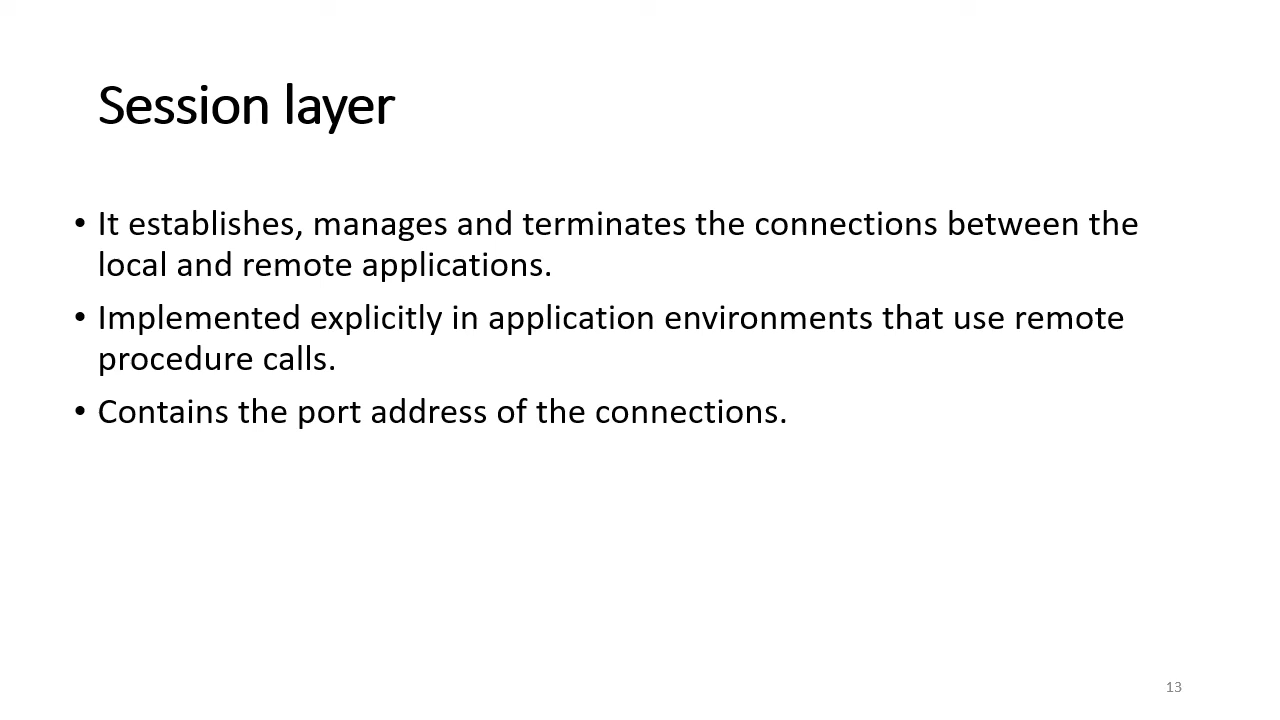 Session layer
• It establishes, manages and terminates the connections between the
local and remote applications.
• Implemented explicitly in application environments that use remote
procedure calls.
• Contains the port address of the connections.
13